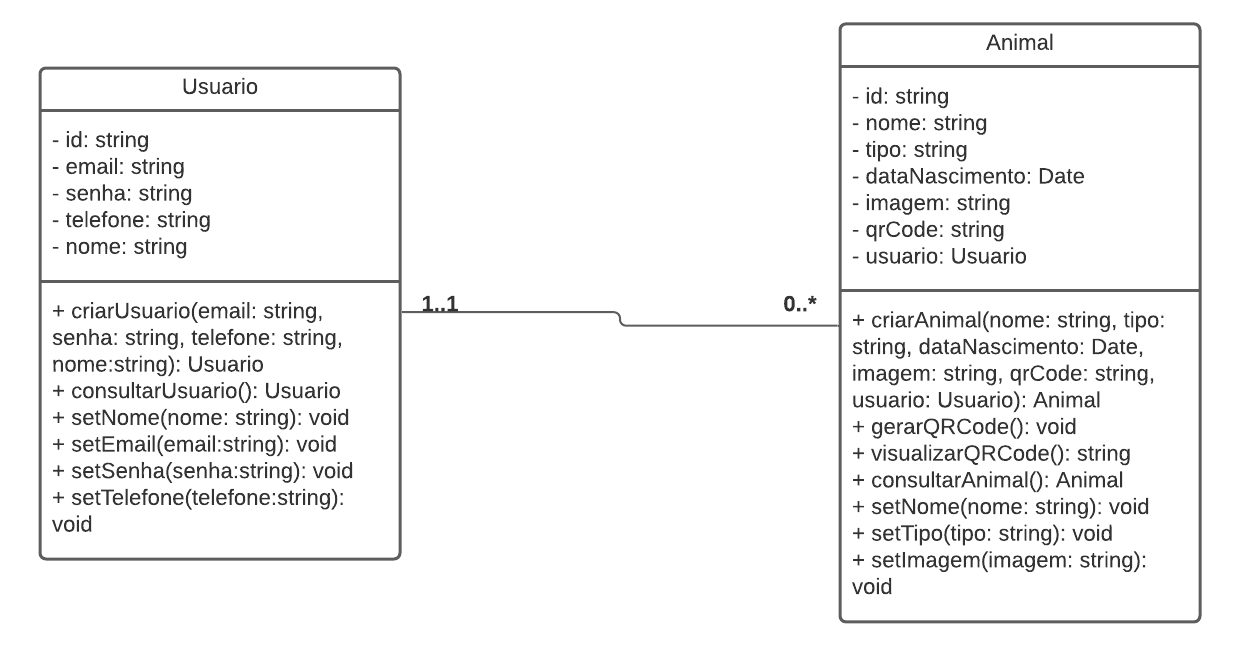 Usuario
- id: string
- email: string
- senha: string
- telefone: string
- nome: string
+ criarUsuario(email: string,
senha: string, telefone: string,
nome:string): Usuario
+ consultarUsuario(): Usuario
+ setNome(nome: string): void
+ setEmail(email:string): void
+ setSenha(senha:string): void
+ setTelefone(telefone:string):
void
1..1
0..*
Animal
- id: string
- nome: string
- tipo: string
- dataNascimento: Date
- imagem: string
- qrCode: string
- usuario: Usuario
+ criarAnimal(nome: string, tipo:
string, dataNascimento: Date,
imagem: string, qrCode: string,
usuario: Usuario): Animal
+ gerarQRCode(): void
+ visualizarQRCode(): string
+ consultarAnimal(): Animal
+ setNome(nome: string): void
+ setTipo(tipo: string): void
+ setImagem(imagem: string):
void